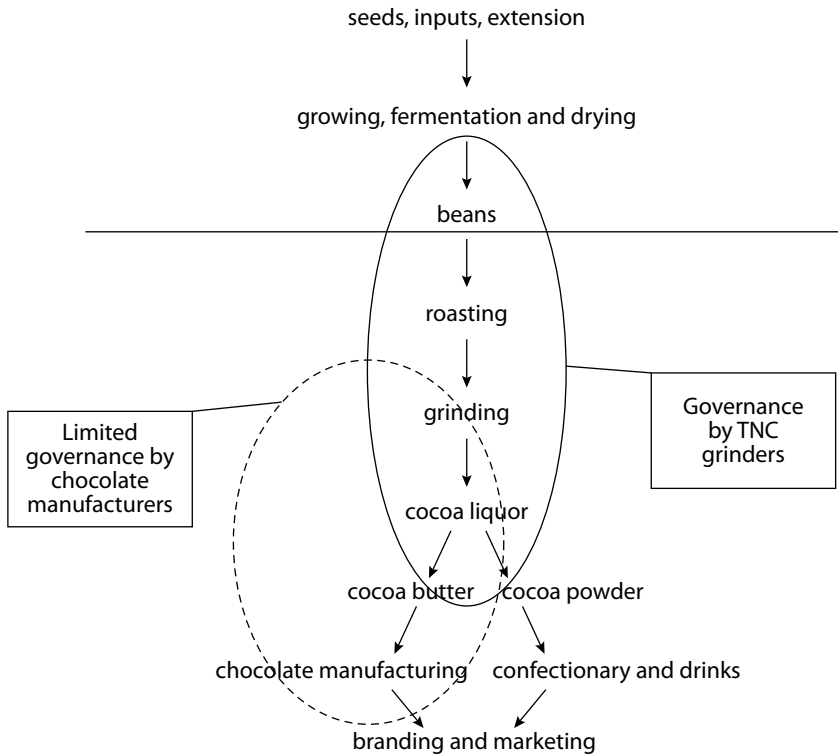 seeds, inputs, extension
growing, fermentation and drying
beans
roasting
grinding
Limited
governance by
chocolate
manufacturers
Governance
by TNC
grinders
cocoa liquor
cocoa butter
cocoa powder
chocolate manufacturing
confectionary and drinks
branding and marketing